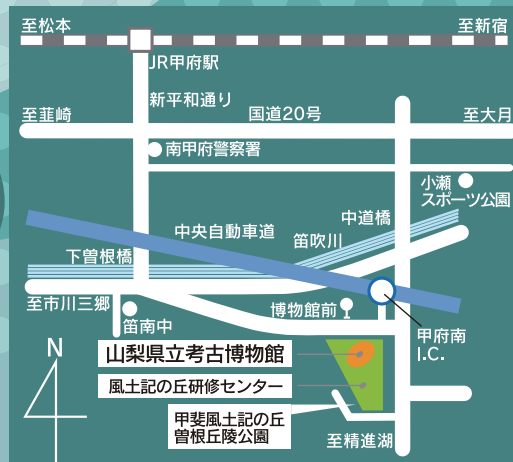 至松本
至新宿
JR甲府駅
新平和通り
至韮崎
国道20号
至大月
南甲府警察署
小瀬
スポーツ公園
中道橋
中央自動車道
笛吹川
下曽根橋
至市川三郷
博物館前
笛南中
甲府南
I.C.
N
山梨県立考古博物館
風土記の丘研修センター
甲斐風土記の丘
曽根丘陵公園
至精進湖